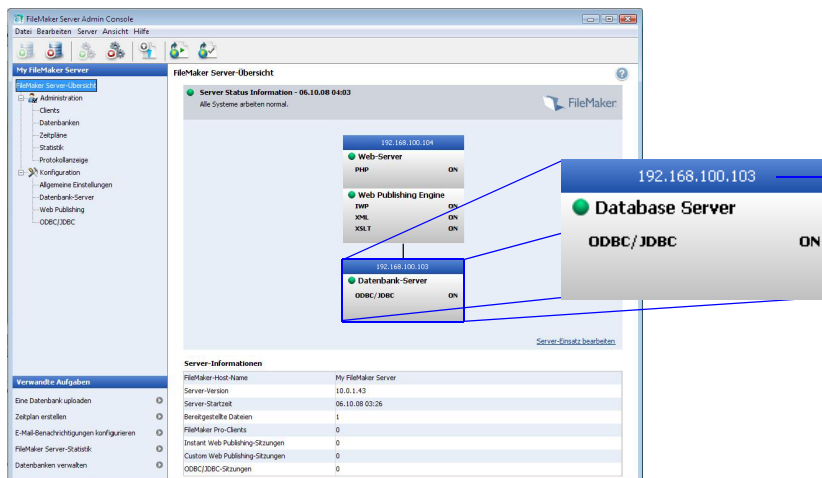 FileMaker Server Admin Console
Datei Bearbeiten Server Ansicht Hilfe
My FileMaker Server
FileMaker Server-Übersicht
Administration
Clients
Datenbanken
Zeitpläne
Statistik
Protokollanzeige
Konfiguration
Allgemeine Einstellungen
Datenbank-Server
Web Publishing
ODBC/JDBC
Verwandte Aufgaben
Eine Datenbank uploaden
Zeitplan erstellen
E-Mail-Benachrichtigungen konfigurieren
FileMaker Server-Statistik
Datenbanken verwalten
FileMaker Server-Übersicht
Server Status Information - 06.10.08 04:03
Alle Systeme arbeiten normal.
FileMaker
192.168.100.104
Web-Server
PHP ON
Web Publishing Engine
IWP ON
XML ON
XSLT ON
192.168.100.103
Datenbank-Server
ODBC/JDBC ON
192.168.100.103
Database Server
ODBC/JDBC ON
Server-Einsatz bearbeiten
Server-Informationen
FileMaker-Host-Name My FileMaker Server
Server-Version 10.0.1.43
Server-Startzeit 06.10.08 03:26
Bereitgestellte Dateien 1
FileMaker Pro-Clients 0
Instant Web Publishing-Sitzungen 0
Custom Web Publishing-Sitzungen 0
ODBC/JDBC-Sitzungen 0